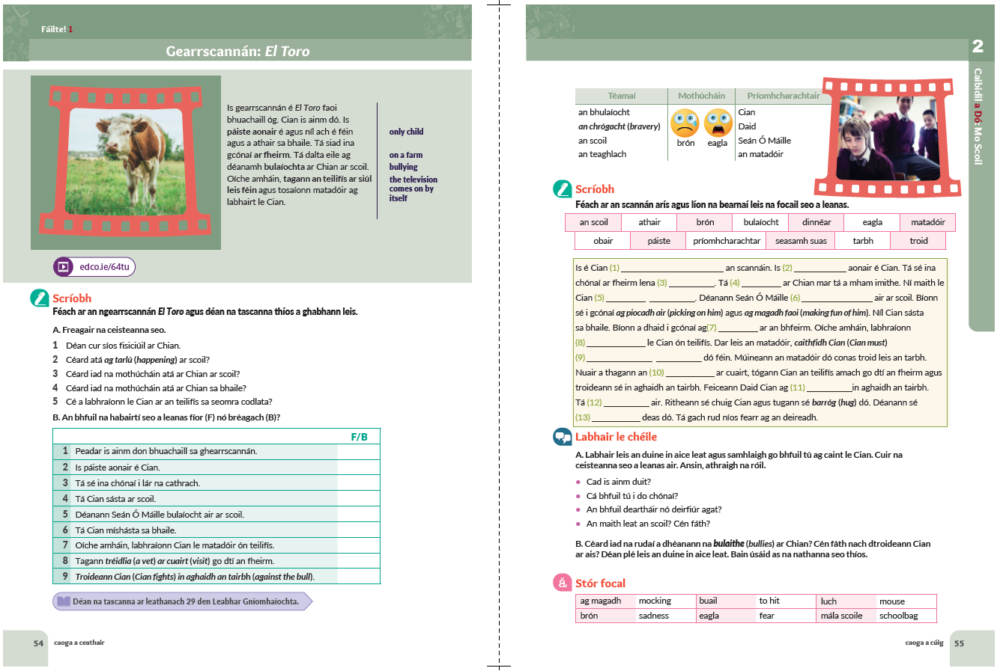 Fáilte! 1
Gearrscannán: El Toro
Is gearrscannán é El Toro faoi
bhuachaill óg. Cian is ainm dó. Is
páiste aonair é agus níl ach é féin
agus a athair sa bhaile. Tá siad ina
gcónaí ar fheirm. Tá dalta eile ag
déanamh bulaíochta ar Chian ar scoil.
Oíche amháin, tagann an teilifís ar siúl
leis féin agus tosaíonn matadóir ag
labhairt le Cian.
only child
on a farm
bullying
the television
comes on by
itself
edco.ie/64tu
Scríobh
Féach ar an ngearrscannán El Toro agus déan na tascanna thíos a ghabhann leis.
A. Freagair na ceisteanna seo.
1 Déan cur síos fisiciúil ar Chian.
2 Céard atá ag tarlú (happening) ar scoil?
3 Céard iad na mothúcháin atá ar Chian ar scoil?
4 Céard iad na mothúcháin atá ar Chian sa bhaile?
5 Cé a labhraíonn le Cian ar an teilifís sa seomra codlata?
B. An bhfuil na habairtí seo a leanas fíor (F) nó bréagach (B)?
F/B
1 Peadar is ainm don bhuachaill sa ghearrscannán.
2 Is páiste aonair é Cian.
3 Tá sé ina chónaí i lár na cathrach.
4 Tá Cian sásta ar scoil.
5 Déanann Seán Ó Máille bulaíocht air ar scoil.
6 Tá Cian míshásta sa bhaile.
7 Oíche amháin, labhraíonn Cian le matadóir ón teilifís.
8 Tagann tréidlia (a vet) ar cuairt (visit) go dtí an fheirm.
9 Troideann Cian (Cian fights) in aghaidh an tairbh (against the bull).
Déan na tascanna ar leathanach 29 den Leabhar Gníomhaíochta.
54 caoga a ceathair
2
Caibidil a Dó: Mo Scoil
Téamaí Mothúcháin Príomhcharachtair
an bhulaíocht
an chrógacht (bravery)
an scoil
an teaghlach
brón eagla
Cian
Daid
Seán Ó Máille
an matadóir
Scríobh
Féach ar an scannán arís agus líon na bearnaí leis na focail seo a leanas.
an scoil athair brón bulaíocht dinnéar eagla matadóir
obair páiste príomhcharachtar seasamh suas tarbh troid
Is é Cian (1) ______ an scannáin. Is (2) ______ aonair é Cian. Tá sé ina
chónaí ar fheirm lena (3) ______. Tá (4) ______ ar Chian mar tá a mham imithe. Ní maith le
Cian (5) ______ ______. Déanann Seán Ó Máille (6) ______ air ar scoil. Bíonn
sé i gcónaí ag piocadh air (picking on him) agus ag magadh faoi (making fun of him). Níl Cian sásta
sa bhaile. Bíonn a dhaid i gcónaí ag(7) ______ ar an bhfeirm. Oíche amháin, labhraíonn
(8) ______ le Cian ón teilifís. Dar leis an matadóir, caithfidh Cian (Cian must)
(9) ______ ______ dó féin. Múineann an matadóir dó conas troid leis an tarbh.
Nuair a thagann an (10) ______ ar cuairt, tógann Cian an teilifís amach go dtí an fheirm agus
troideann sé in aghaidh an tairbh. Feiceann Daid Cian ag (11) ______in aghaidh an tairbh.
Tá (12) ______ air. Ritheann sé chuig Cian agus tugann sé barróg (hug) dó. Déanann sé
(13) ______ deas dó. Tá gach rud níos fearr ag an deireadh.
Labhair le chéile
A. Labhair leis an duine in aice leat agus samhlaigh go bhfuil tú ag caint le Cian. Cuir na
ceisteanna seo a leanas air. Ansin, athraigh na róil.
• Cad is ainm duit?
• Cá bhfuil tú i do chónaí?
• An bhfuil deartháir nó deirfiúr agat?
• An maith leat an scoil? Cén fáth?
B. Céard iad na rudaí a dhéanann na bulaithe (bullies) ar Chian? Cén fáth nach dtroideann Cian
ar ais? Déan plé leis an duine in aice leat. Bain úsáid as na nathanna seo thíos.
á Stór focal
ag magadh mocking buail to hit luch mouse
brón sadness eagla fear mála scoile schoolbag
caoga a cúig 55